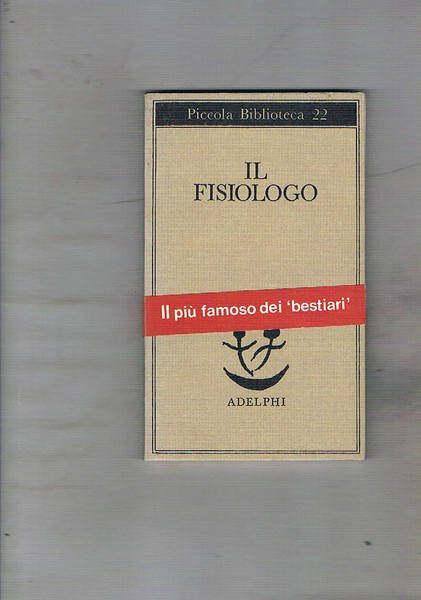 Piccola Biblioteca 22
IL
FISIOLOGO
Il più famoso dei 'bestiari'
ADELPHI